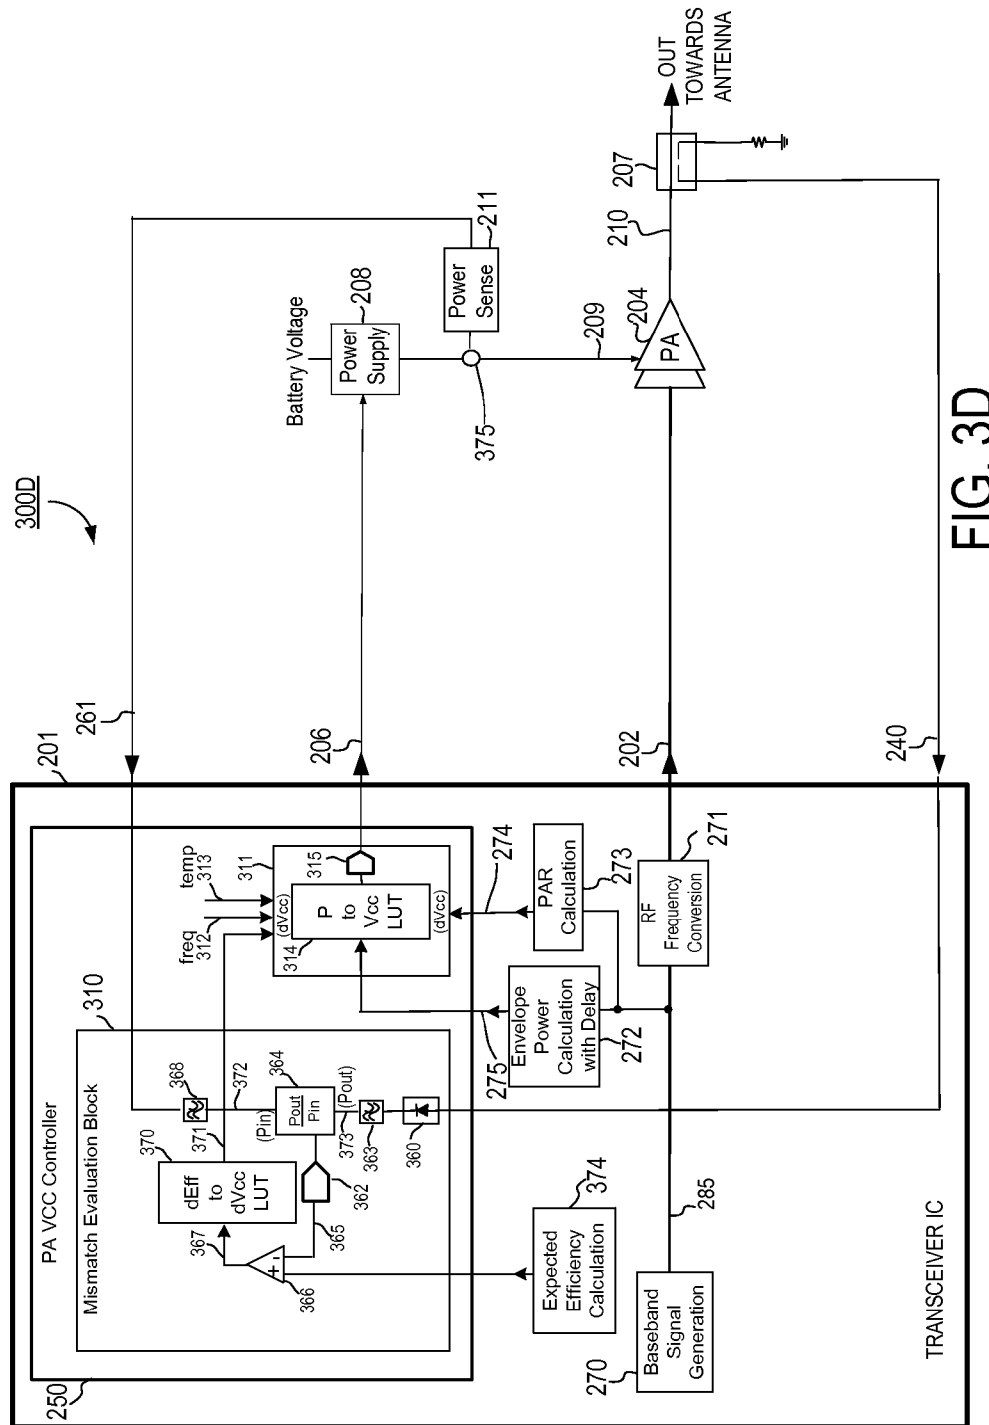 300D
261
201
206
202
240
Battery Voltage
Power
Supply
208
Power
Sense
211
375
209
PA
204
210
207
OUT
TOWARDS
ANTENNA
250
PA VCC Controller
310
Mismatch Evaluation Block
370
dEff
to
dVcc
LUT
371
368
372
(Pin)
364
Pout
Pin
(Pout)
373
363
360
362
365
367
366
+
-
freq
312
temp
313
311
(dVcc)
P
to
Vcc
LUT
314
315
(dVcc)
274
275
PAR
Calculation
273
Envelope
Power
Calculation
with Delay
272
RF
Frequency
Conversion
271
Expected
Efficiency
Calculation
374
285
Baseband
Signal
Generation
270
TRANSCEIVER IC
FIG. 3D